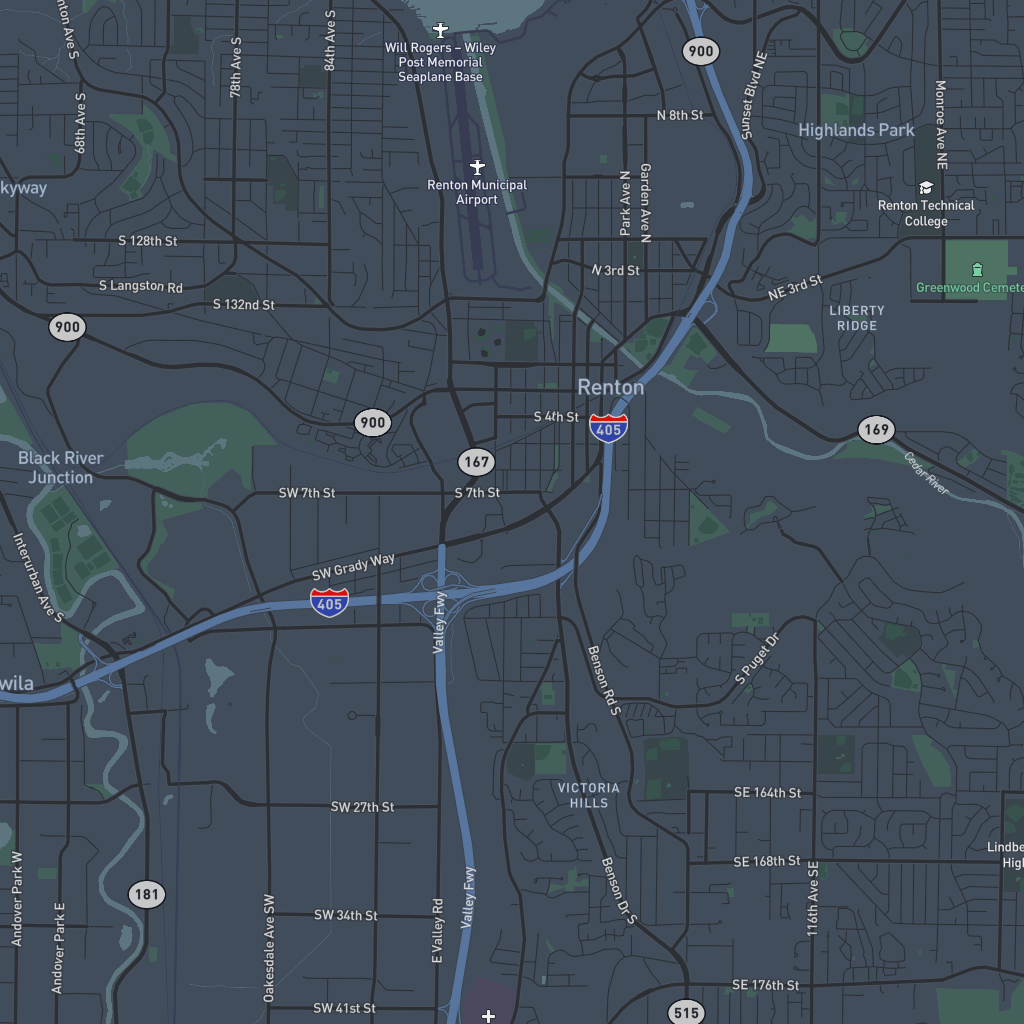 nton Ave S
78th Ave S
84th Ave S
Will Rogers – Wiley
Post Memorial
Seaplane Base
900
Sunset Blvd NE
68th Ave S
N 8th St
Highlands Park
Monroe Ave NE
kyway
Renton Municipal
Airport
Park Ave N
Garden Ave N
Renton Technical
College
S 128th St
N 3rd St
S Langston Rd
NE 3rd St
Greenwood Cemete
S 132nd St
LIBERTY
RIDGE
900
Renton
900
S 4th St
405
169
Black River
Junction
167
Cedar River
SW 7th St
S 7th St
Interurban Ave S
SW Grady Way
405
Valley Fwy
wila
Benson Rd S
S Puget Dr
VICTORIA
HILLS
SE 164th St
SW 27th St
Lindbe
High
SE 168th St
Andover Park W
181
Andover Park E
Oakesdale Ave SW
SW 34th St
E Valley Rd
Valley Fwy
Benson Dr S
116th Ave SE
SE 176th St
SW 41st St
515